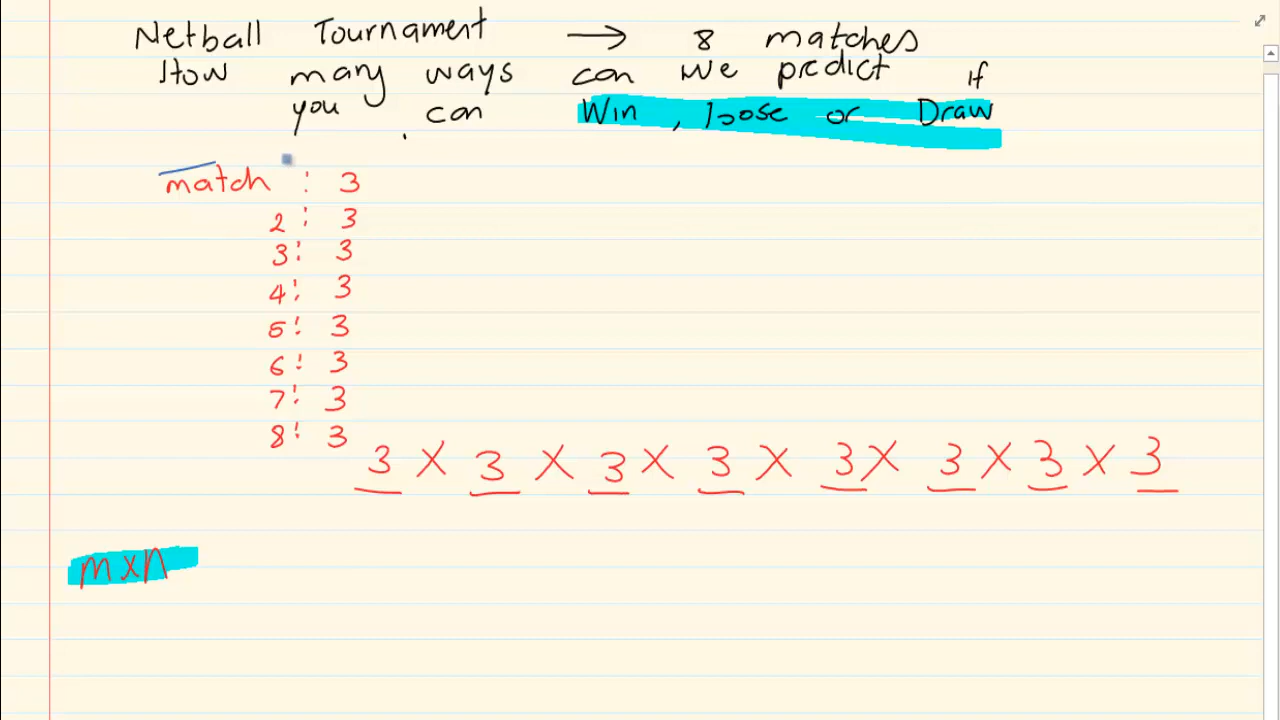 Netball Tournament → 8 matches
How many ways can we predict if
you can Win, loose or Draw
match : 3
2 : 3
3 : 3
4 : 3
5 : 3
6 : 3
7 : 3
8 : 3
3 × 3 × 3 × 3 × 3 × 3 × 3 × 3
m×n